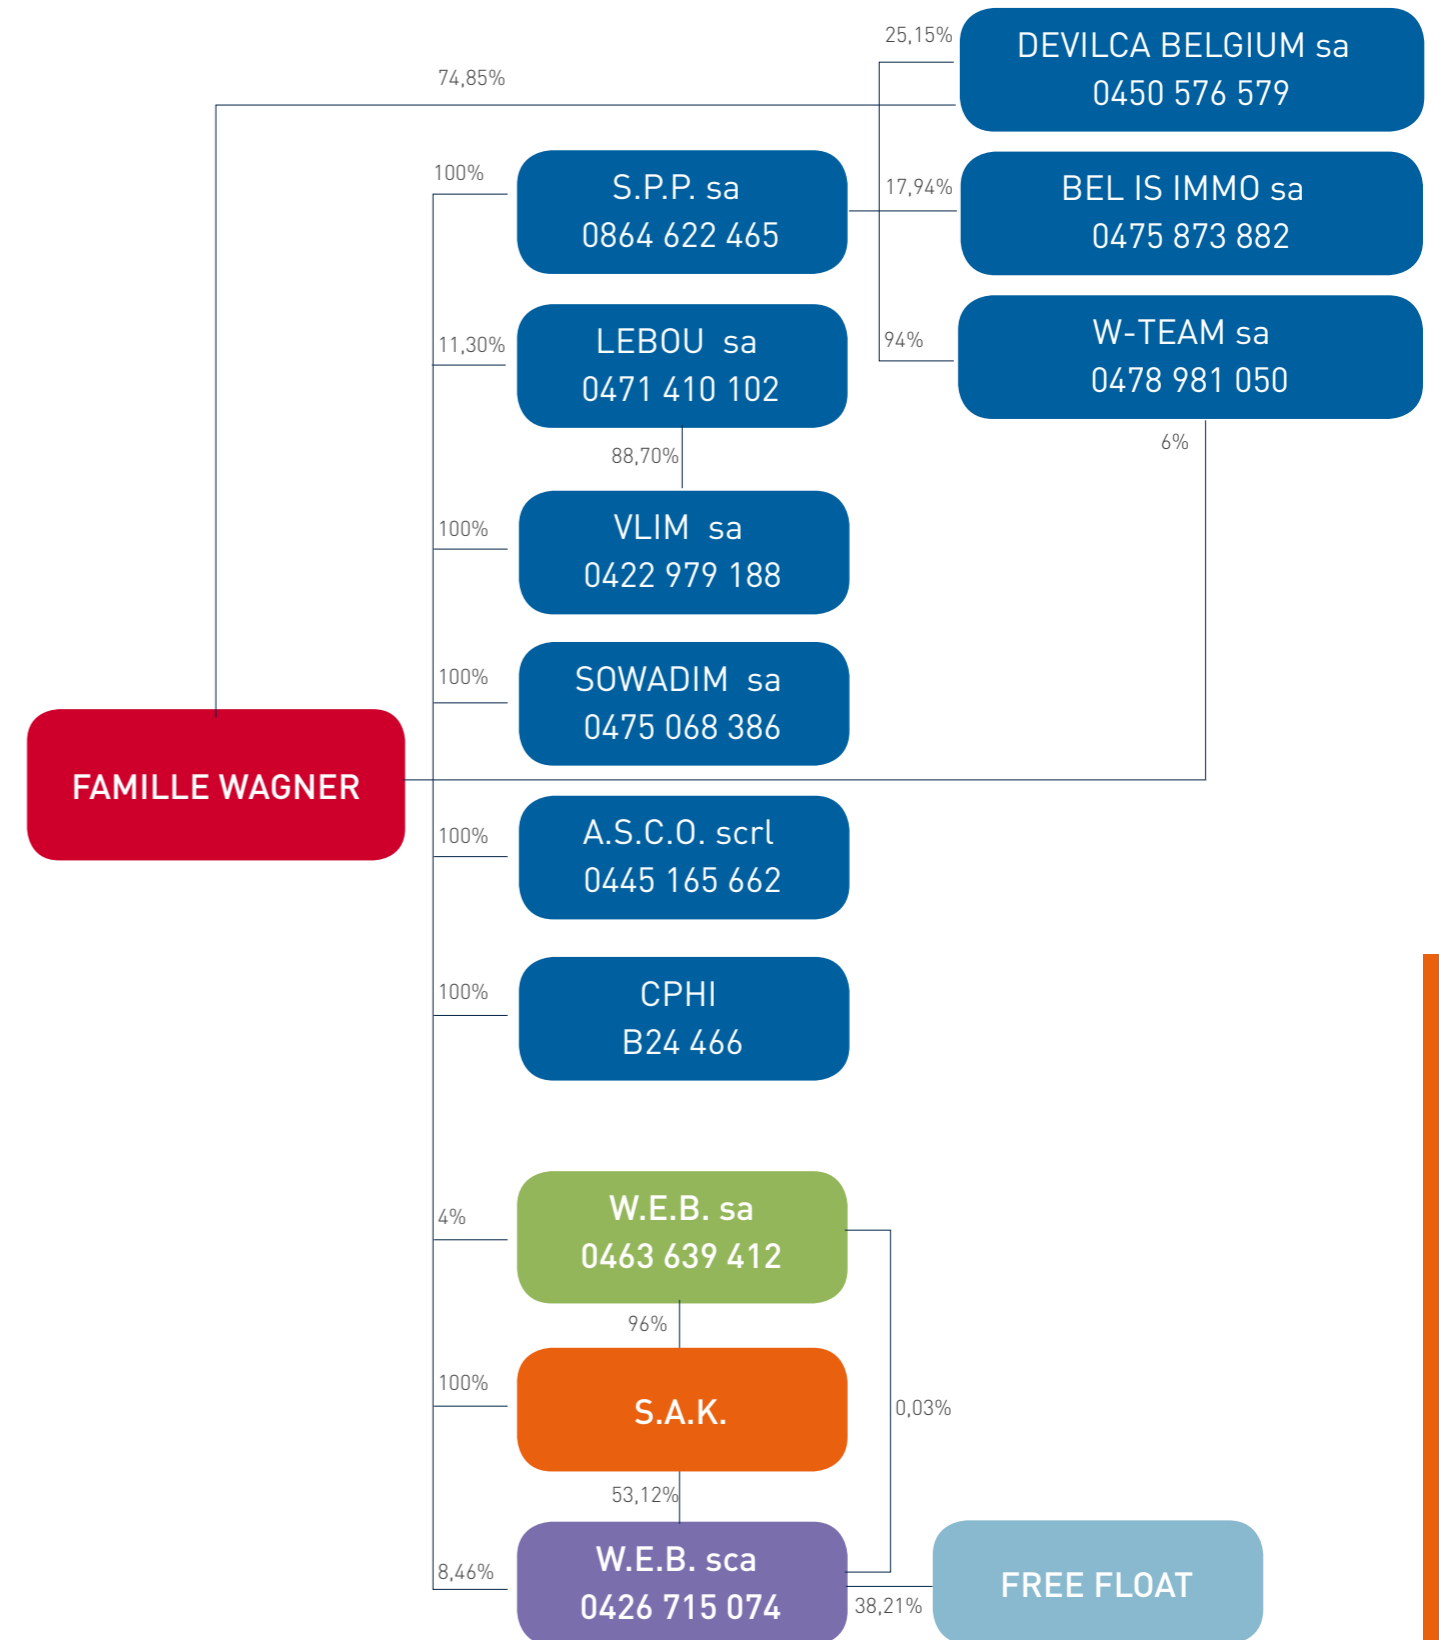 25,15%
DEVILCA BELGIUM sa
0450 576 579
74,85%
100%
S.P.P. sa
0864 622 465
17,94%
BEL IS IMMO sa
0475 873 882
11,30%
LEBOU sa
0471 410 102
94%
W-TEAM sa
0478 981 050
88,70%
6%
100%
VLIM sa
0422 979 188
100%
SOWADIM sa
0475 068 386
FAMILLE WAGNER
100%
A.S.C.O. scrl
0445 165 662
100%
CPHI
B24 466
4%
W.E.B. sa
0463 639 412
96%
100%
S.A.K.
0,03%
53,12%
8,46%
W.E.B. sca
0426 715 074
38,21%
FREE FLOAT